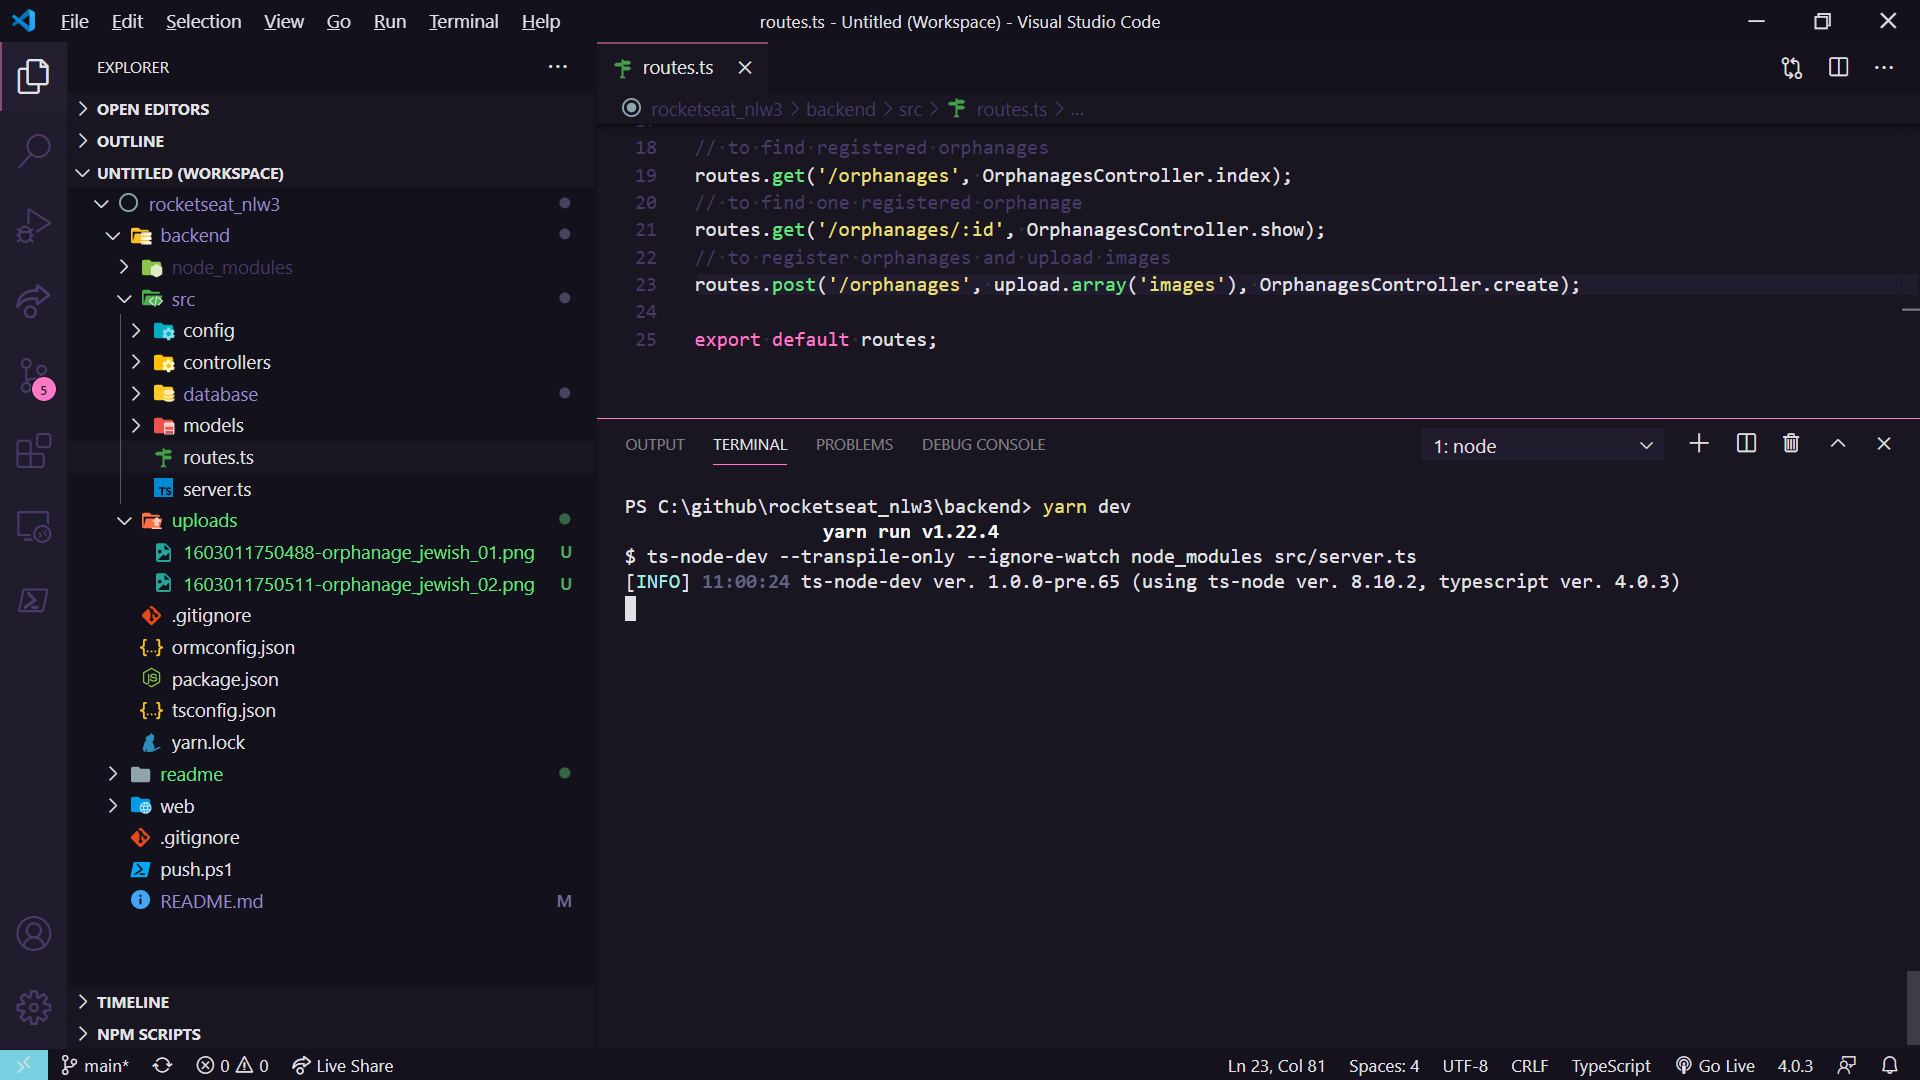 File Edit Selection View Go Run Terminal Help
routes.ts - Untitled (Workspace) - Visual Studio Code
EXPLORER
OPEN EDITORS
OUTLINE
UNTITLED (WORKSPACE)
rocketseat_nlw3
backend
node_modules
src
config
controllers
database
models
routes.ts
server.ts
uploads
1603011750488-orphanage_jewish_01.png U
1603011750511-orphanage_jewish_02.png U
.gitignore
ormconfig.json
package.json
tsconfig.json
yarn.lock
readme
web
.gitignore
push.ps1
README.md M
TIMELINE
NPM SCRIPTS
5
routes.ts
rocketseat_nlw3 > backend > src > routes.ts > ...
18 // to find registered orphanages
19 routes.get('/orphanages', OrphanagesController.index);
20 // to find one registered orphanage
21 routes.get('/orphanages/:id', OrphanagesController.show);
22 // to register orphanages and upload images
23 routes.post('/orphanages', upload.array('images'), OrphanagesController.create);
24
25 export default routes;
OUTPUT TERMINAL PROBLEMS DEBUG CONSOLE
1: node
PS C:\github\rocketseat_nlw3\backend> yarn dev
yarn run v1.22.4
$ ts-node-dev --transpile-only --ignore-watch node_modules src/server.ts
[INFO] 11:00:24 ts-node-dev ver. 1.0.0-pre.65 (using ts-node ver. 8.10.2, typescript ver. 4.0.3)
main* 0 0 Live Share
Ln 23, Col 81 Spaces: 4 UTF-8 CRLF TypeScript Go Live 4.0.3